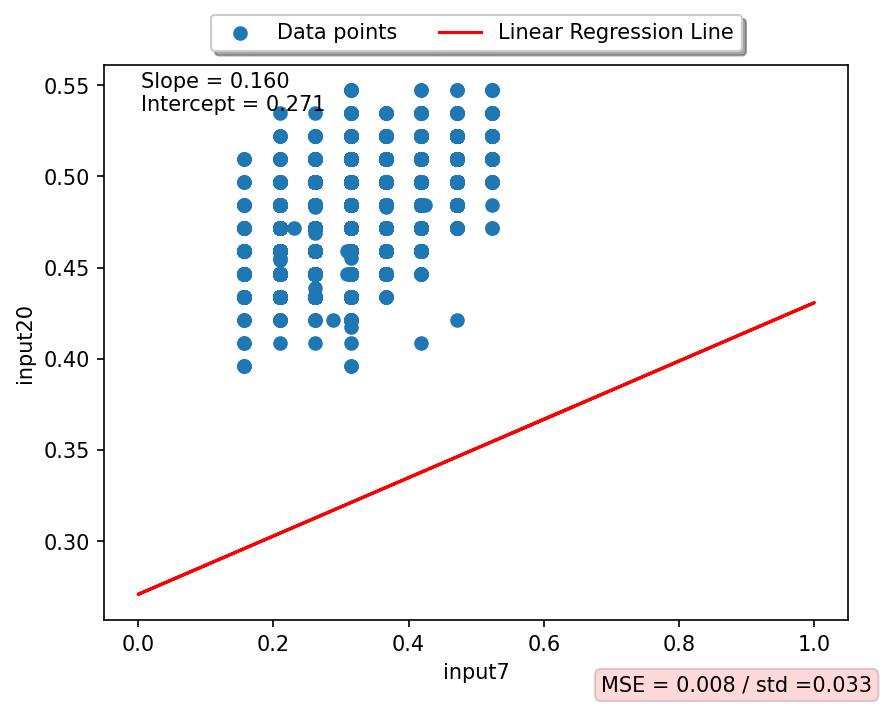 Data points
Linear Regression Line
Slope = 0.160
Intercept = 0.271
0.55
0.50
0.45
0.40
0.35
0.30
input20
0.0 0.2 0.4 0.6 0.8 1.0
input7
MSE = 0.008 / std =0.033